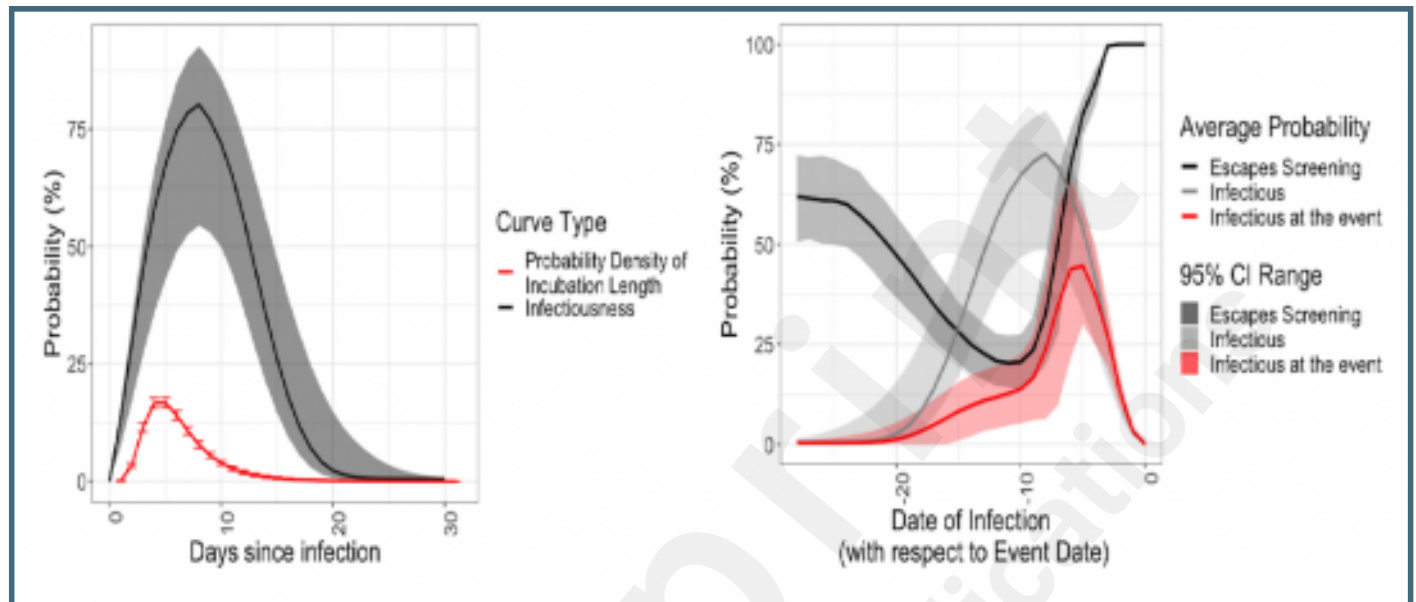 Probability (%)
75
50
25
0
0
10
20
30
Days since infection
Curve Type
Probability Density of
Incubation Length
Infectiousness
Probability (%)
100
75
50
25
0
-20
-10
0
Date of Infection
(with respect to Event Date)
Average Probability
Escapes Screening
Infectious
Infectious at the event
95% CI Range
Escapes Screening
Infectious
Infectious at the event